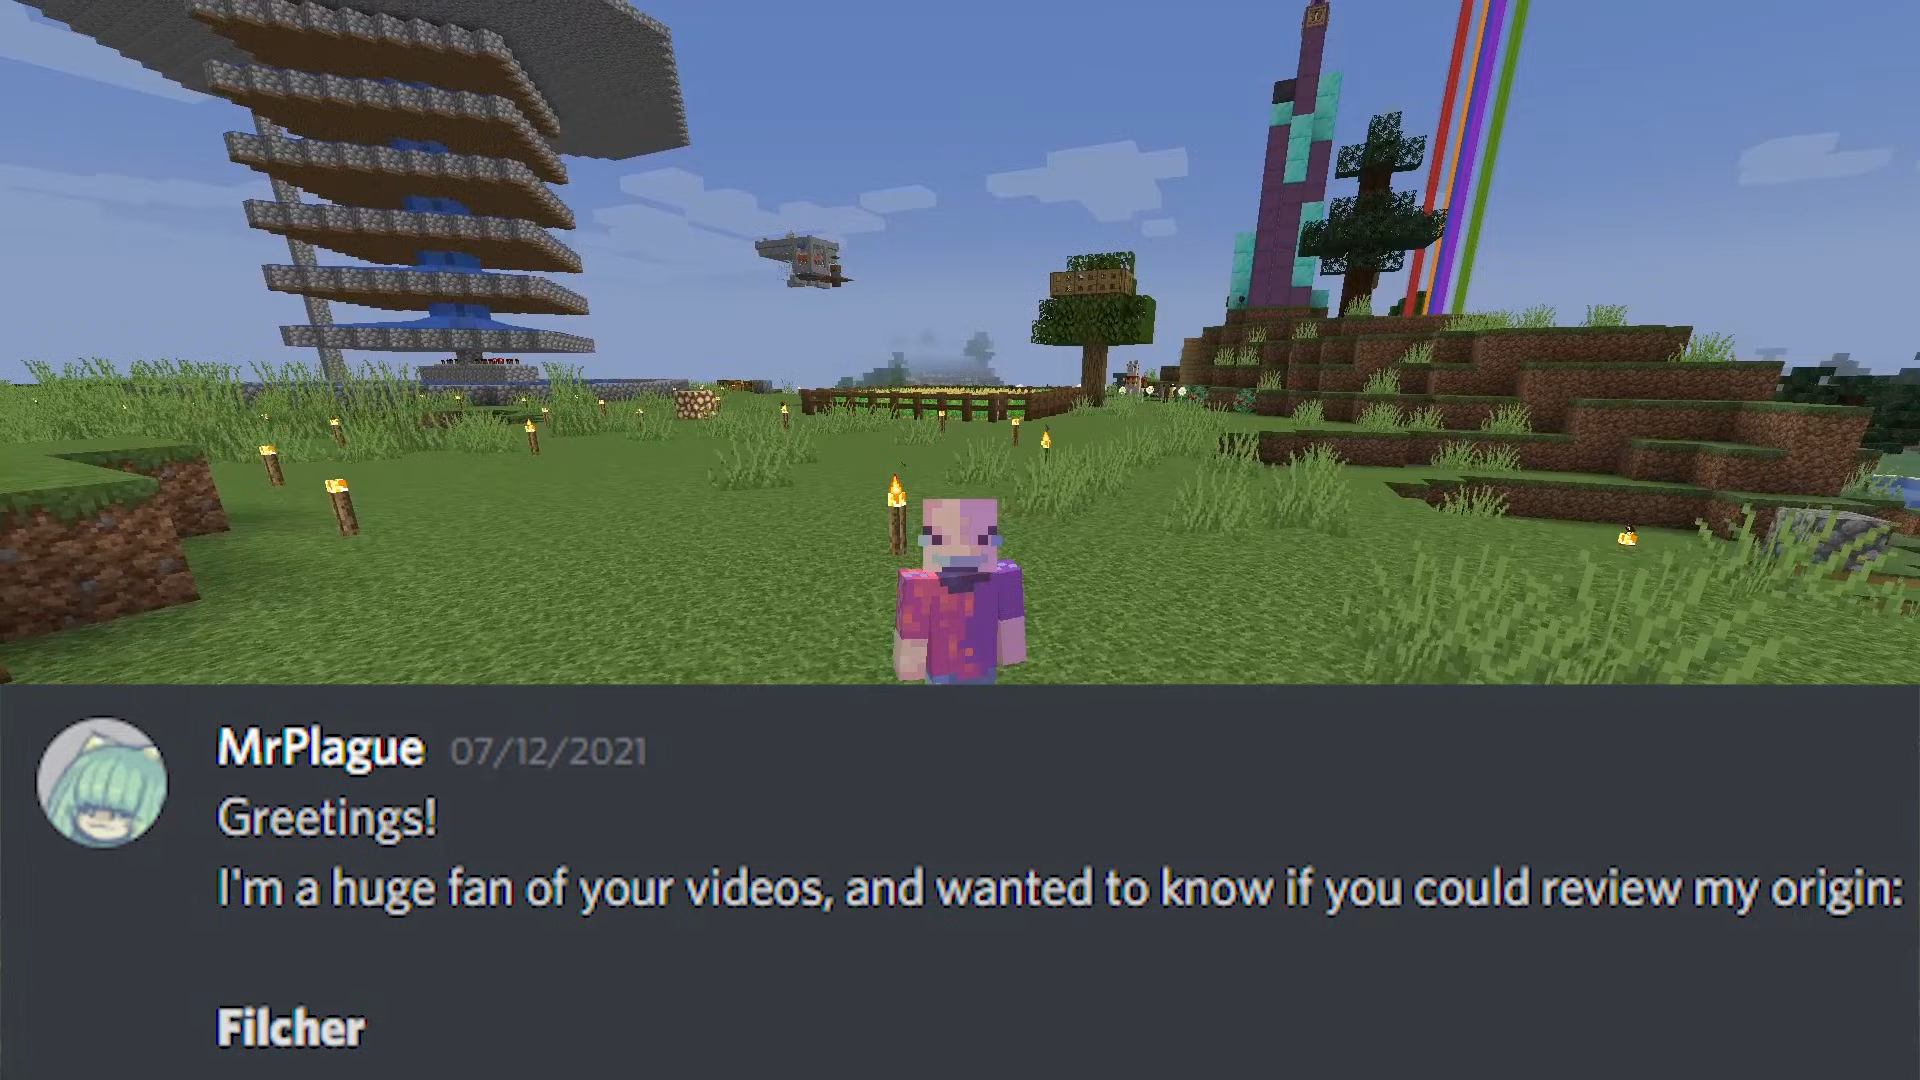 MrPlague 07/12/2021
Greetings!
I'm a huge fan of your videos, and wanted to know if you could review my origin:
Filcher